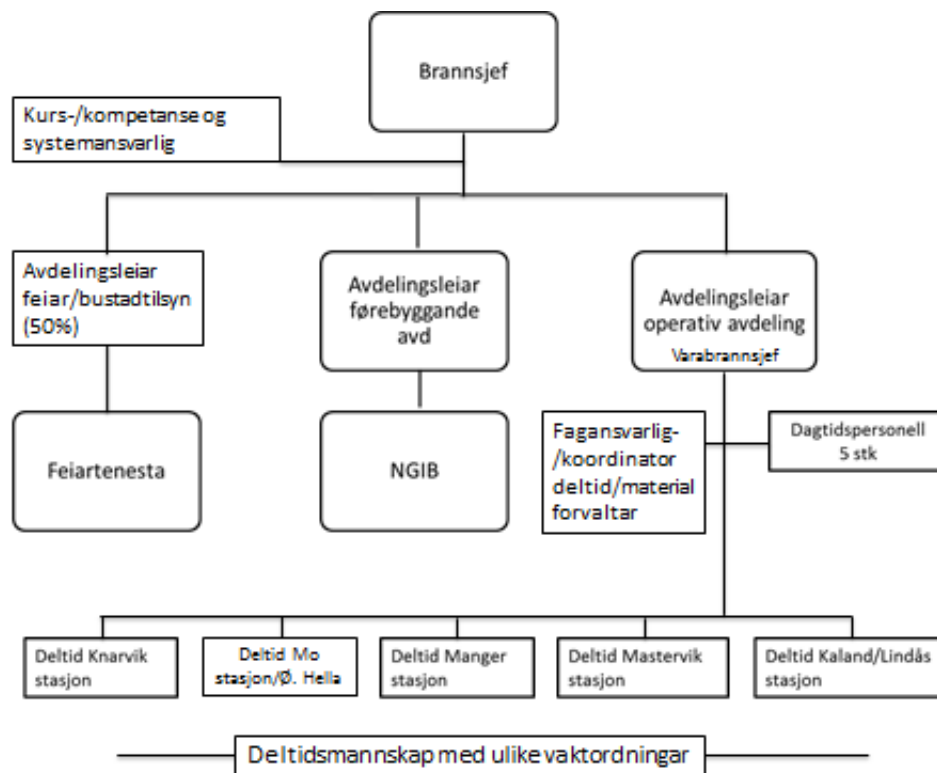 Brannsjef
Kurs-/kompetanse og
systemansvarlig
Avdelingsleiar
feiar/bustadtilsyn
(50%)
Avdelingsleiar
førebyggande
avd
Avdelingsleiar
operativ avdeling
Varabrannsjef
Feiartenesta
NGIB
Fagansvarlig-
/koordinator
deltid/material
forvaltar
Dagtidspersonell
5 stk
Deltid Knarvik
stasjon
Deltid Mo
stasjon/Ø. Hella
Deltid Manger
stasjon
Deltid Mastervik
stasjon
Deltid Kaland/Lindås
stasjon
Deltidsmannskap med ulike vaktordningar